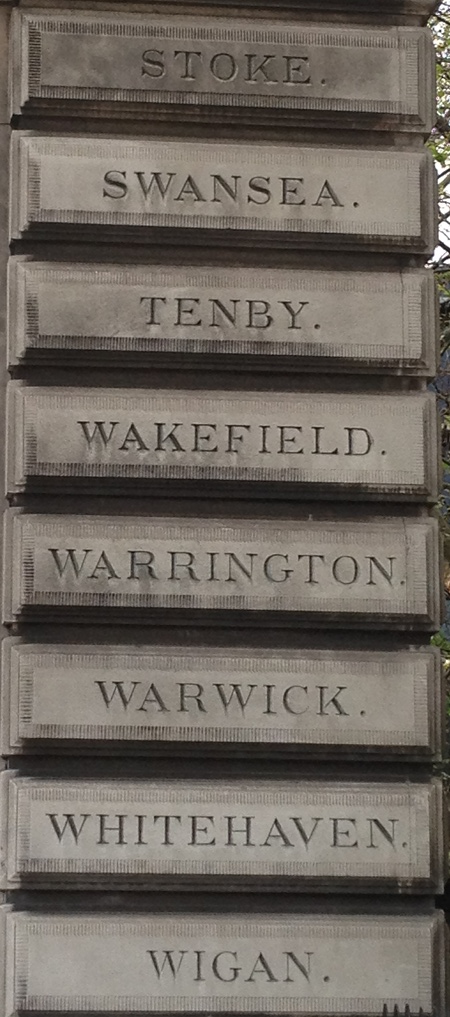 STOKE.
SWANSEA.
TENBY.
WAKEFIELD.
WARRINGTON.
WARWICK.
WHITEHAVEN.
WIGAN.